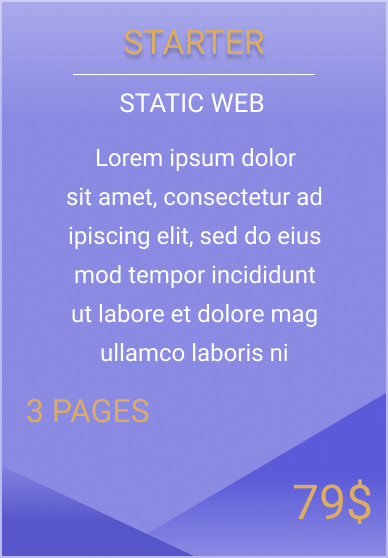 STARTER
STATIC WEB
Lorem ipsum dolor
sit amet, consectetur ad
ipiscing elit, sed do eius
mod tempor incididunt
ut labore et dolore mag
ullamco laboris ni
3 PAGES
79$